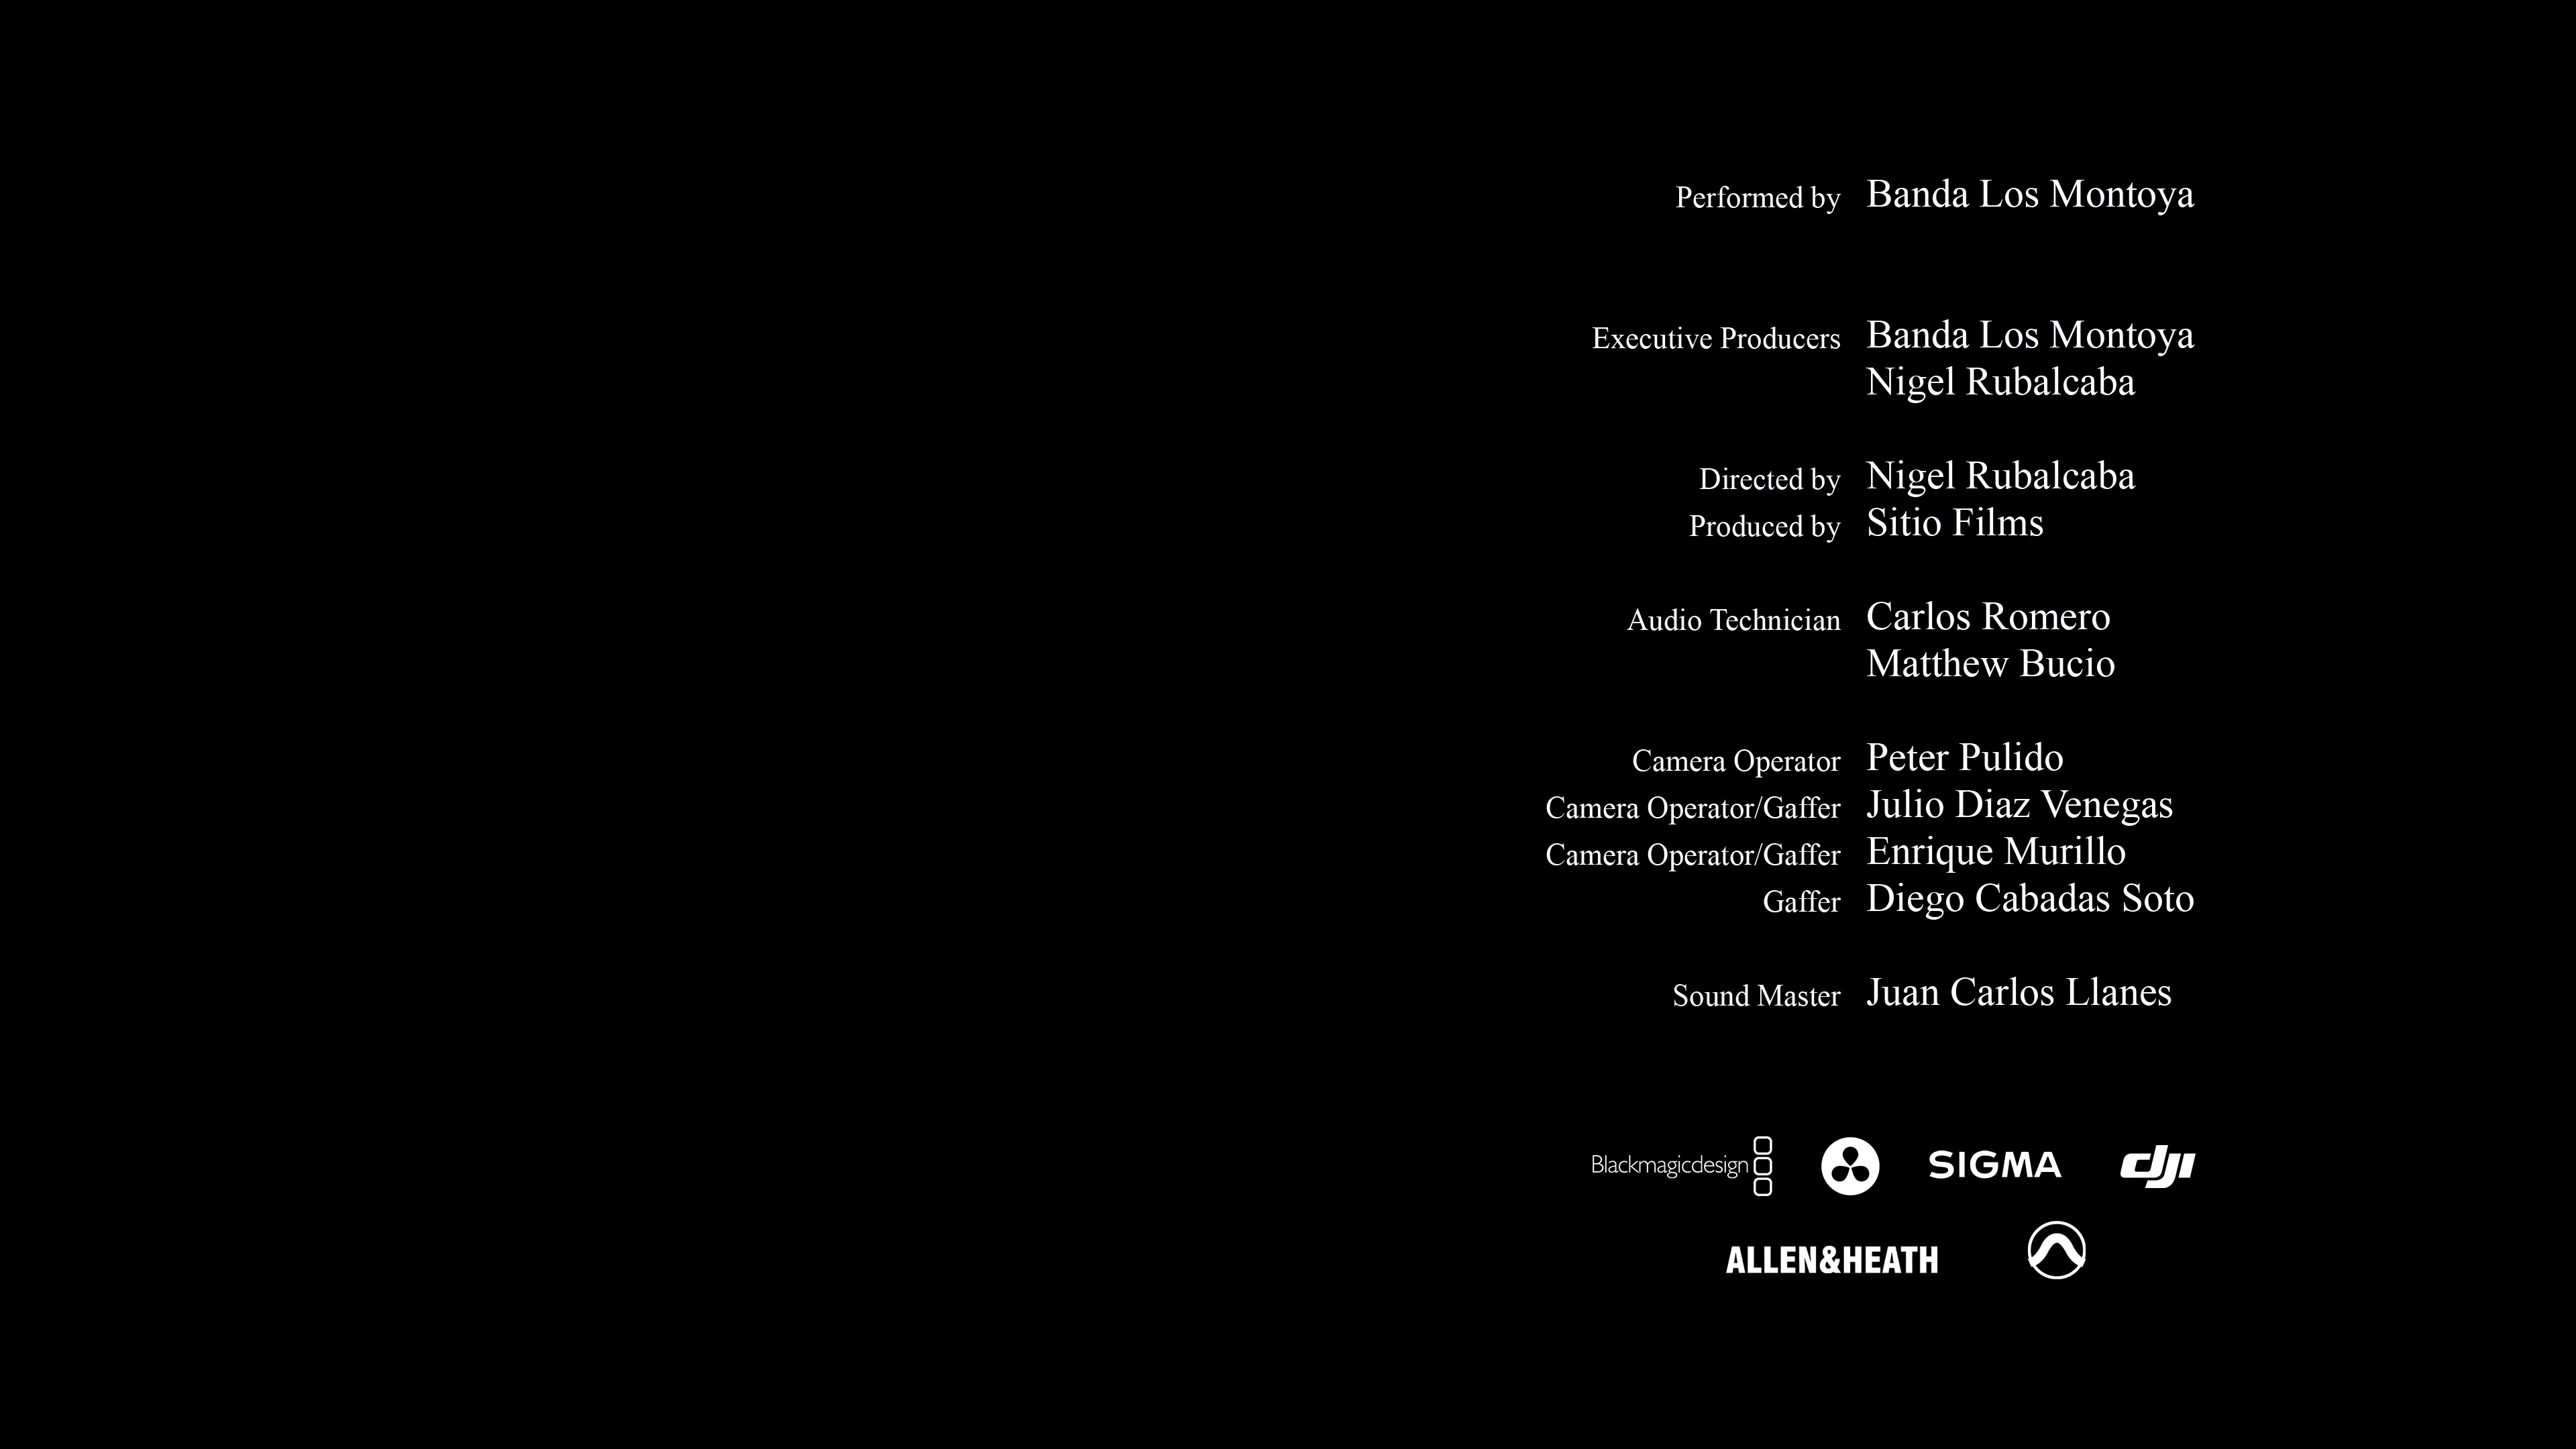 Performed by Banda Los Montoya
Executive Producers Banda Los Montoya
Nigel Rubalcaba
Directed by Nigel Rubalcaba
Produced by Sitio Films
Audio Technician Carlos Romero
Matthew Bucio
Camera Operator Peter Pulido
Camera Operator/Gaffer Julio Diaz Venegas
Camera Operator/Gaffer Enrique Murillo
Gaffer Diego Cabadas Soto
Sound Master Juan Carlos Llanes
Blackmagicdesign SIGMA dji
ALLEN&HEATH